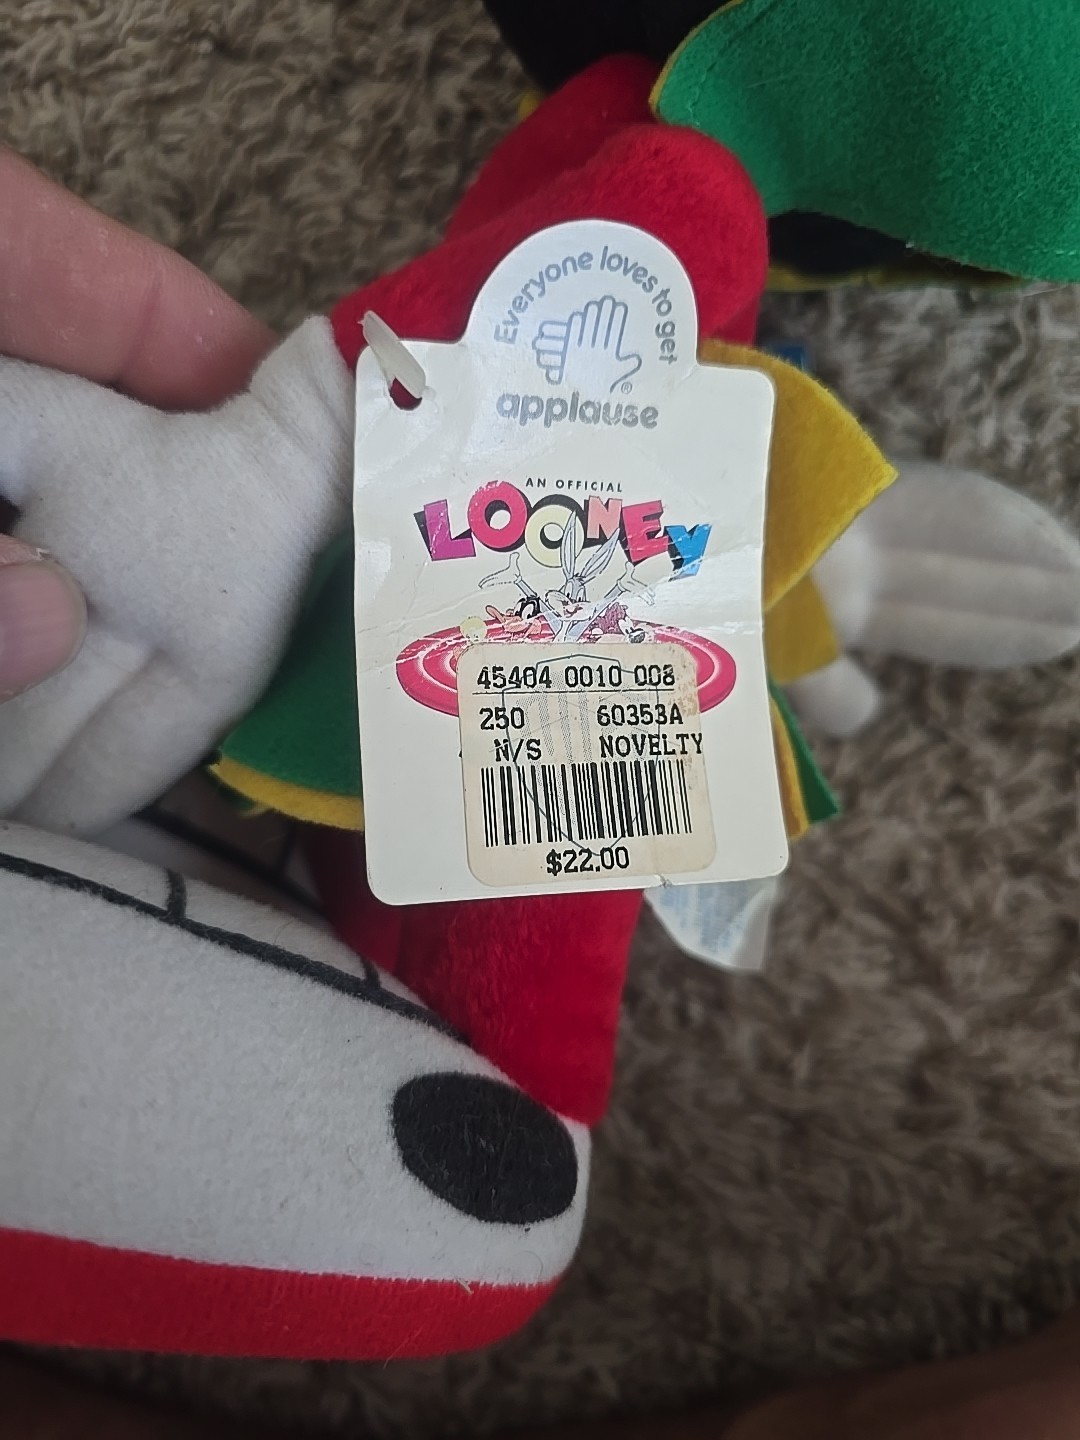 Everyone loves to get
applause
®
AN OFFICIAL
LOONEY
45404 0010 008
250 60353A
N/S NOVELTY
$22.00